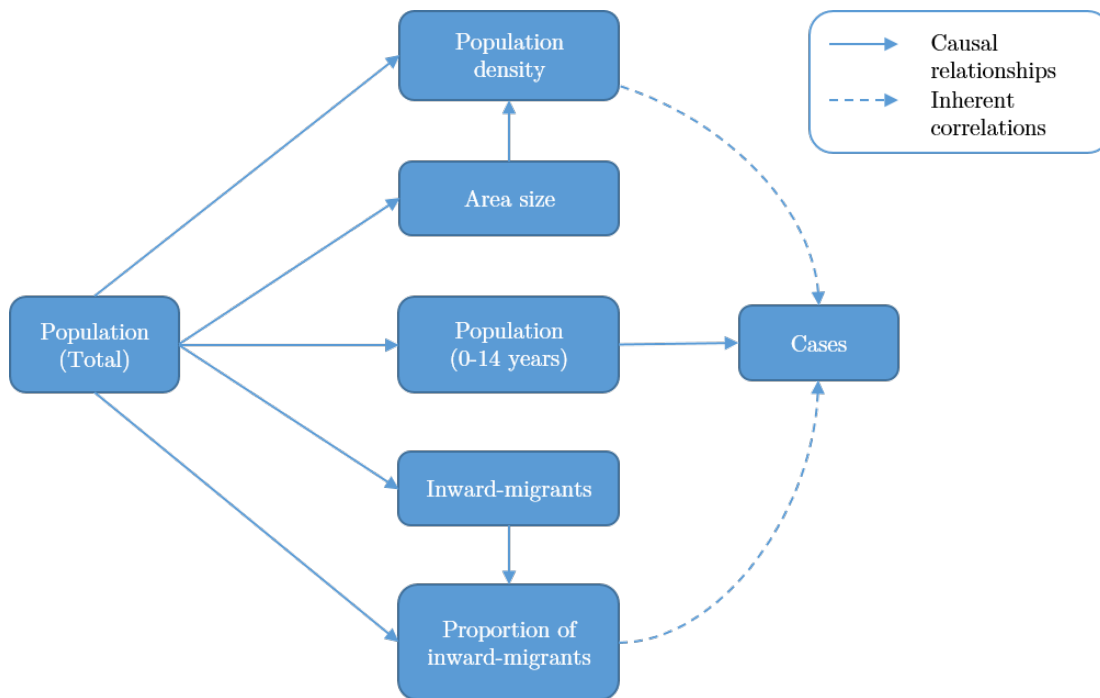 Population
density
Causal
relationships
Inherent
correlations
Area size
Population
(Total)
Population
(0-14 years)
Cases
Inward-migrants
Proportion of
inward-migrants